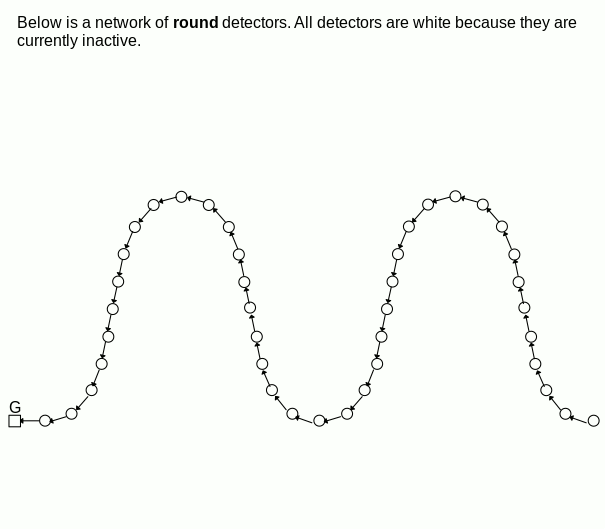 Below is a network of round detectors. All detectors are white because they are
currently inactive.
G